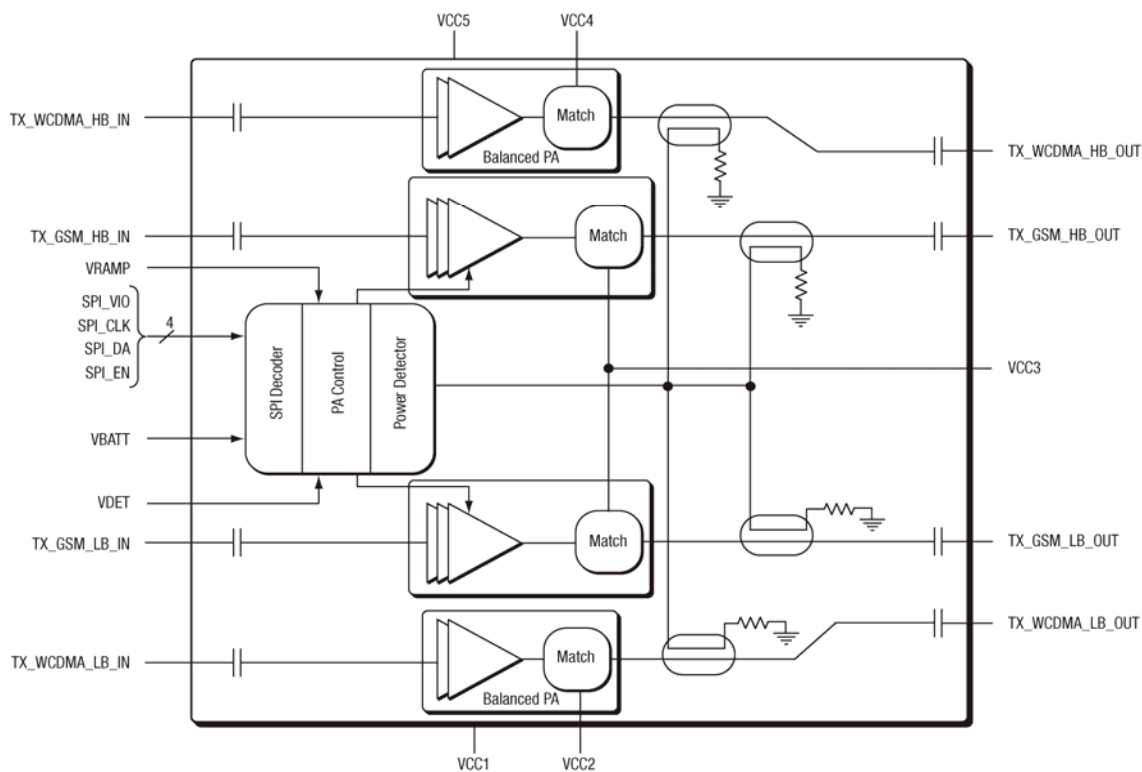 VCC5
VCC4
TX_WCDMA_HB_IN
Match
Balanced PA
TX_WCDMA_HB_OUT
TX_GSM_HB_IN
Match
TX_GSM_HB_OUT
VRAMP
SPI_VIO
SPI_CLK
SPI_DA
SPI_EN
4
SPI Decoder
PA Control
Power Detector
VCC3
VBATT
VDET
TX_GSM_LB_IN
Match
TX_GSM_LB_OUT
TX_WCDMA_LB_OUT
TX_WCDMA_LB_IN
Match
Balanced PA
VCC1
VCC2